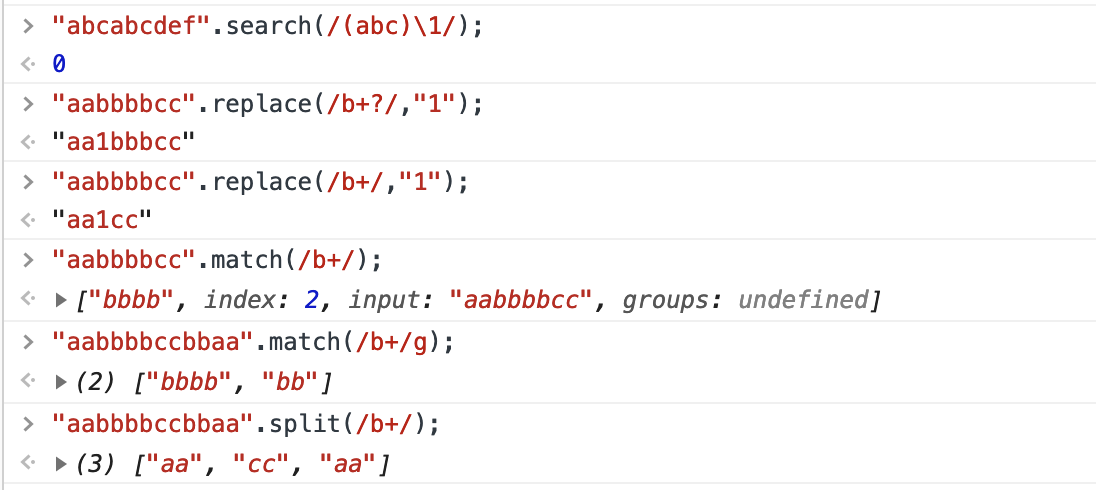 > "abcabcdef".search(/(abc)\1/);
<· 0
> "aabbbbcc".replace(/b+?/,"1");
<· "aa1bbbcc"
> "aabbbbcc".replace(/b+/,"1");
<· "aa1cc"
> "aabbbbcc".match(/b+/);
<· ▶ ["bbbb", index: 2, input: "aabbbbcc", groups: undefined]
> "aabbbbccbbaa".match(/b+/g);
<· ▶ (2) ["bbbb", "bb"]
> "aabbbbccbbaa".split(/b+/);
<· ▶ (3) ["aa", "cc", "aa"]